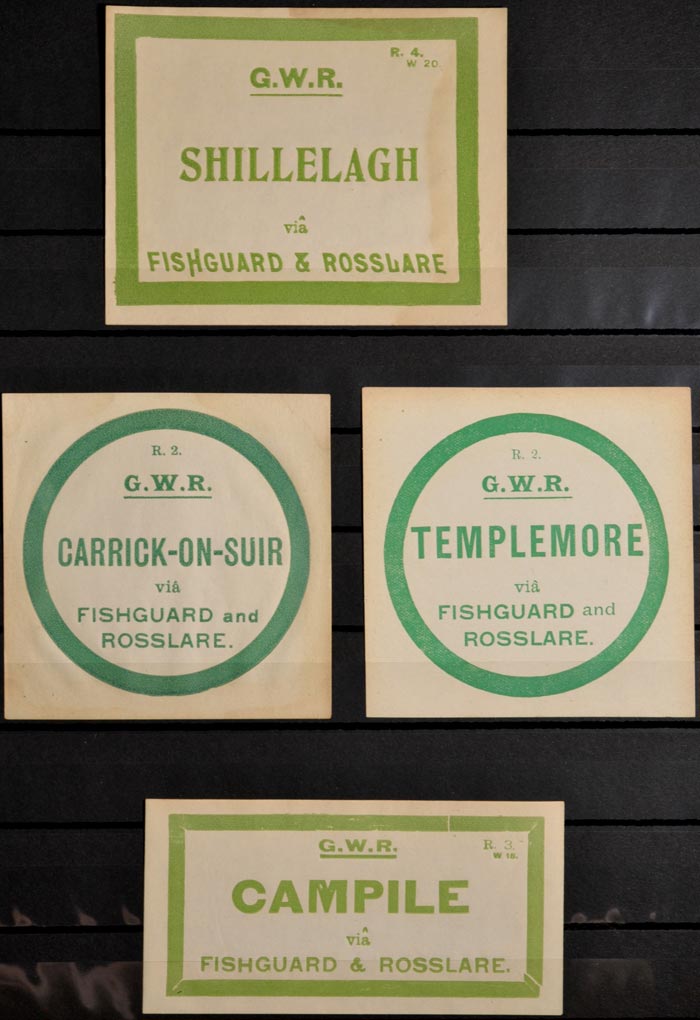 R. 4.
W 20.
G.W.R.
SHILLELAGH
viâ
FISHGUARD & ROSSLARE
R. 2.
G.W.R.
CARRICK-ON-SUIR
viâ
FISHGUARD and
ROSSLARE.
R. 2.
G.W.R.
TEMPLEMORE
viâ
FISHGUARD and
ROSSLARE.
G.W.R.
R. 3.
W 18.
CAMPILE
viâ
FISHGUARD & ROSSLARE.